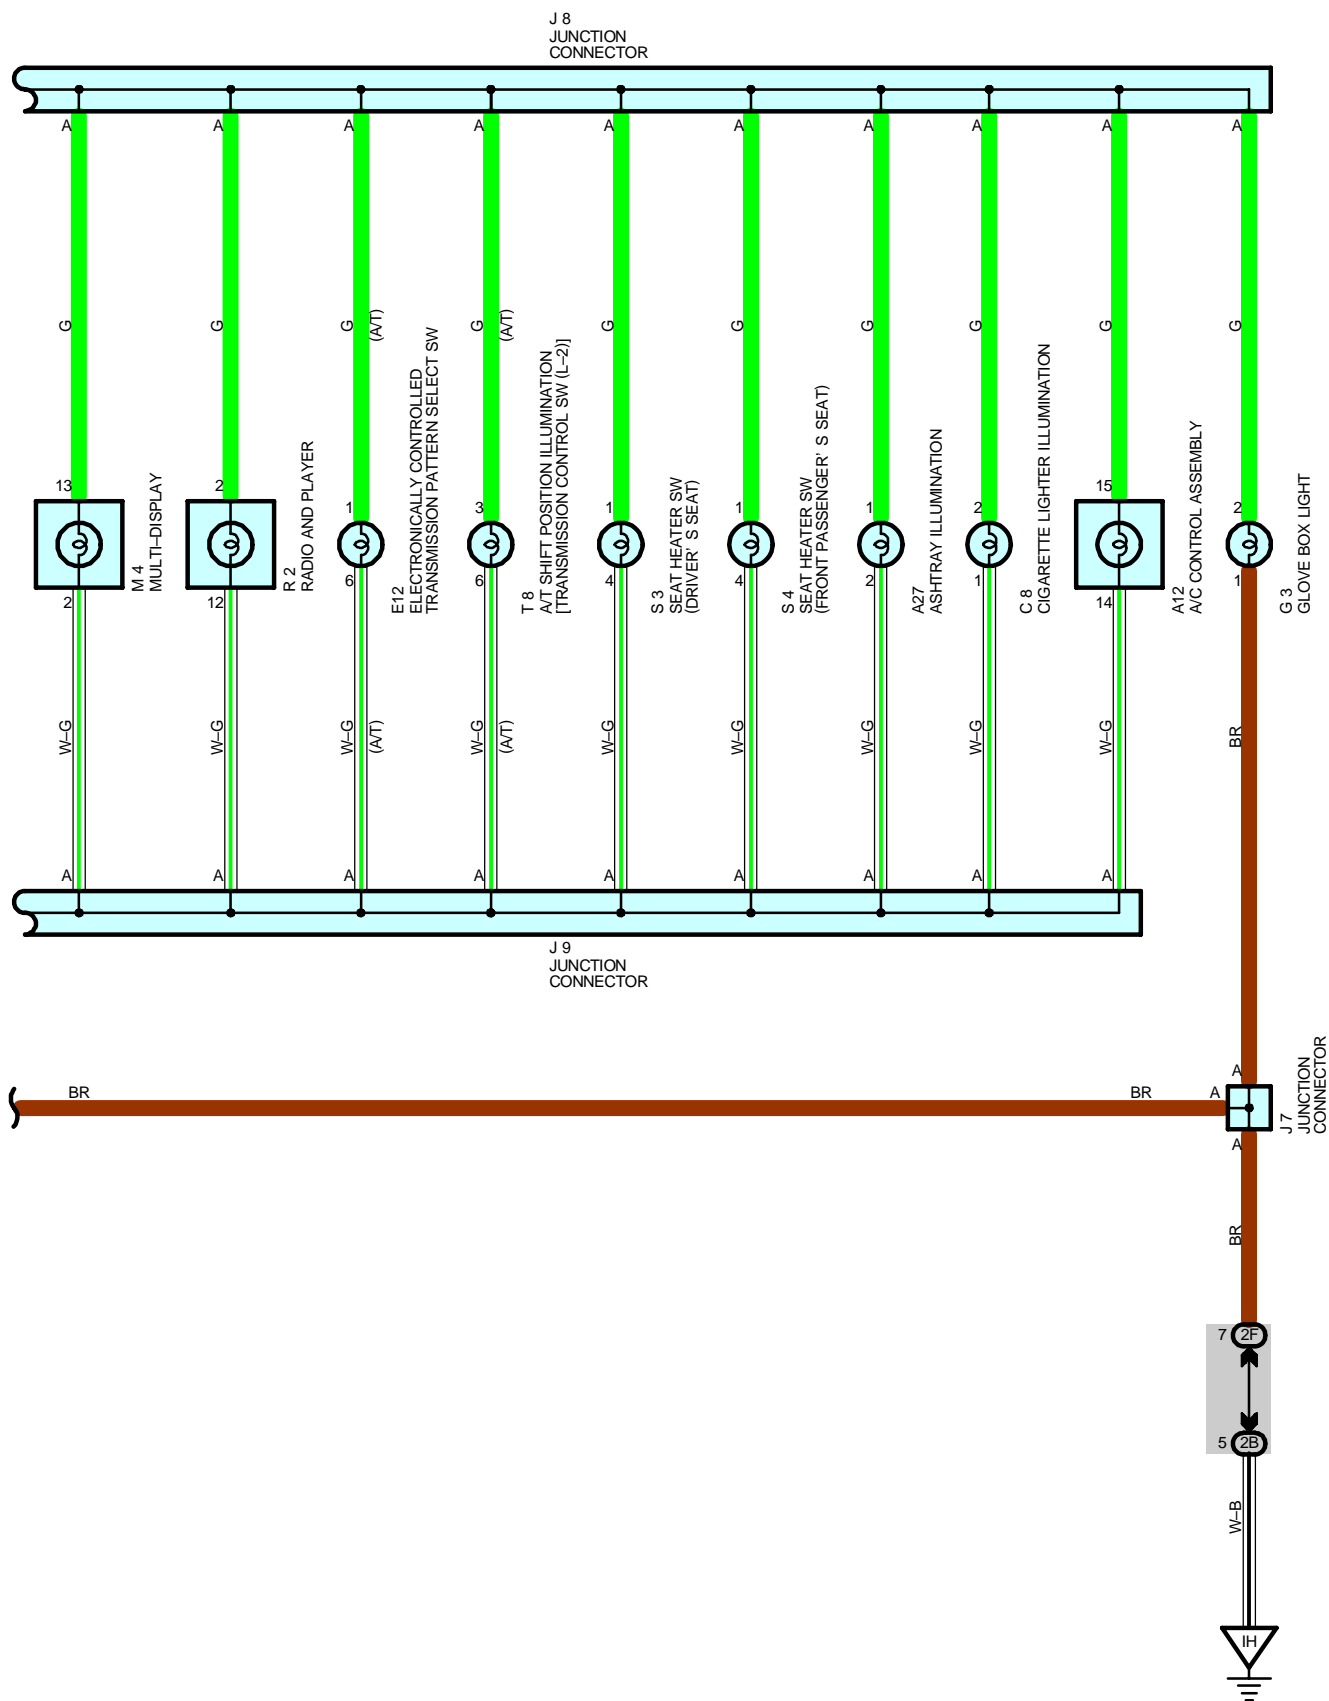 J 8
JUNCTION
CONNECTOR
A A A A A A A A A A
G G G G G G G G G G
(A/T) (A/T)
13 2 1 3 1 1 1 2 15 2
M 4
MULTI–DISPLAY
R 2
RADIO AND PLAYER
E12
ELECTRONICALLY CONTROLLED
TRANSMISSION PATTERN SELECT SW
T 8
A/T SHIFT POSITION ILLUMINATION
[TRANSMISSION CONTROL SW (L–2)]
S 3
SEAT HEATER SW
(DRIVER' S SEAT)
S 4
SEAT HEATER SW
(FRONT PASSENGER' S SEAT)
A27
ASHTRAY ILLUMINATION
C 8
CIGARETTE LIGHTER ILLUMINATION
A12
A/C CONTROL ASSEMBLY
G 3
GLOVE BOX LIGHT
2 12 6 6 4 4 2 1 14 1
W–G W–G W–G W–G W–G W–G W–G W–G W–G BR
(A/T) (A/T)
A A A A A A A A A
J 9
JUNCTION
CONNECTOR
A
BR BR A
J 7
JUNCTION
CONNECTOR
A
BR
7 2F
5 2B
W–B
IH